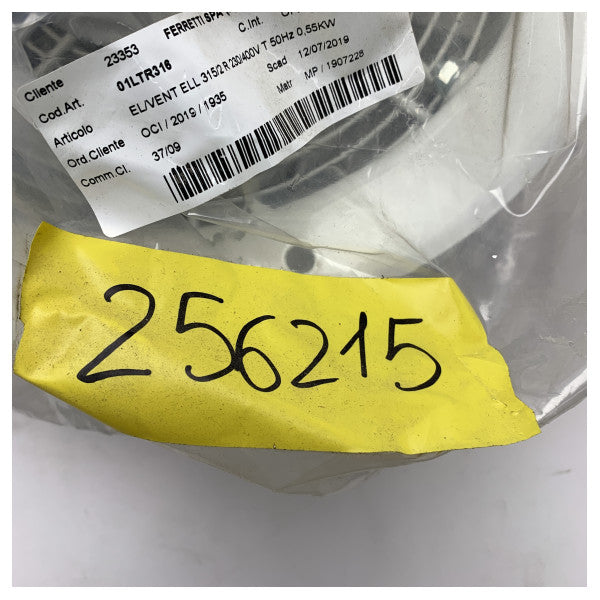 Cliente 23353 FERRETTI SPA
Cod.Art. 01LTR316 C.Int.
Articolo EL/VENT ELL 315/2 R 230/400V T 50Hz 0,55KW
Ord.Cliente OCI / 2019 / 1935 Scad 12/07/2019
Comm.Cl. 37/09 Matr MP / 1907228
256215